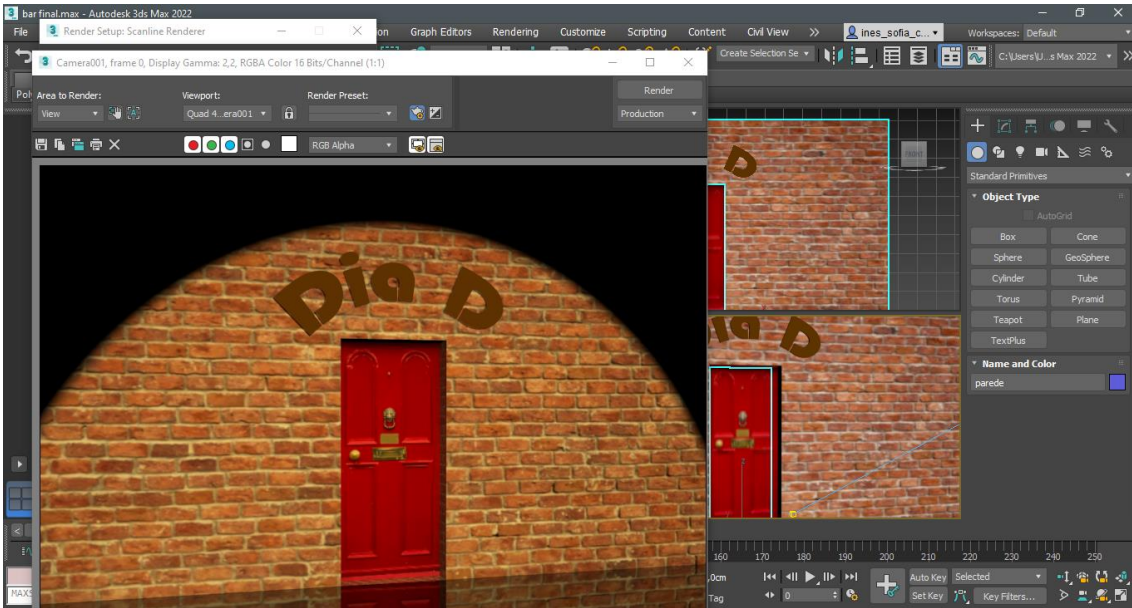 bar final.max - Autodesk 3ds Max 2022
File
Render Setup: Scanline Renderer
Graph Editors Rendering Customize Scripting Content Civil View ines_sofia_c... Workspaces: Default
Camera001, frame 0, Display Gamma: 2,2, RGBA Color 16 Bits/Channel (1:1)
Create Selection Se
C:\Users\U...s Max 2022
Area to Render: Viewport: Render Preset:
View Quad 4...era001
Render
Production
RGB Alpha
Dia D
D
Standard Primitives
Object Type
AutoGrid
Box Cone
Sphere GeoSphere
Cylinder Tube
Torus Pyramid
Teapot Plane
TextPlus
Name and Color
parede
160 170 180 190 200 210 220 230 240 250
,0cm
Auto Key Selected
Tag 0 Set Key Key Filters...